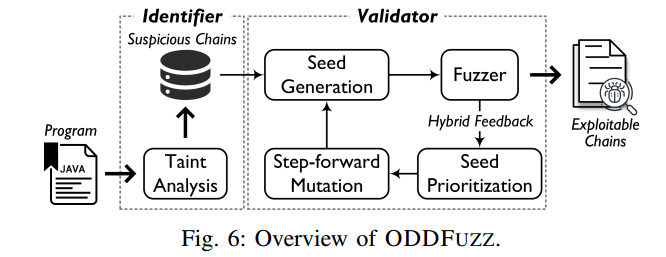 Identifier
Validator
Suspicious Chains
Seed
Generation
Fuzzer
Hybrid Feedback
Exploitable
Chains
Program
JAVA
Taint
Analysis
Step-forward
Mutation
Seed
Prioritization
Fig. 6: Overview of ODDFUZZ.